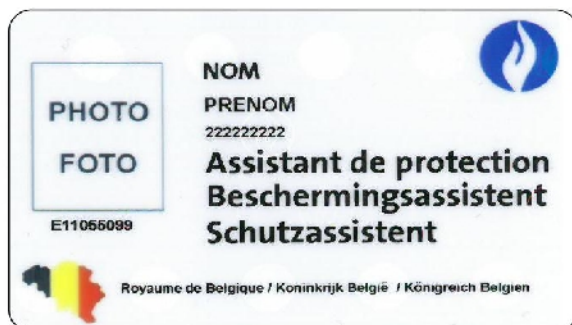 NOM
PRENOM
222222222
PHOTO
FOTO
Assistant de protection
Beschermingsassistent
Schutzassistent
E11055099
Royaume de Belgique / Koninkrijk België / Königreich Belgien